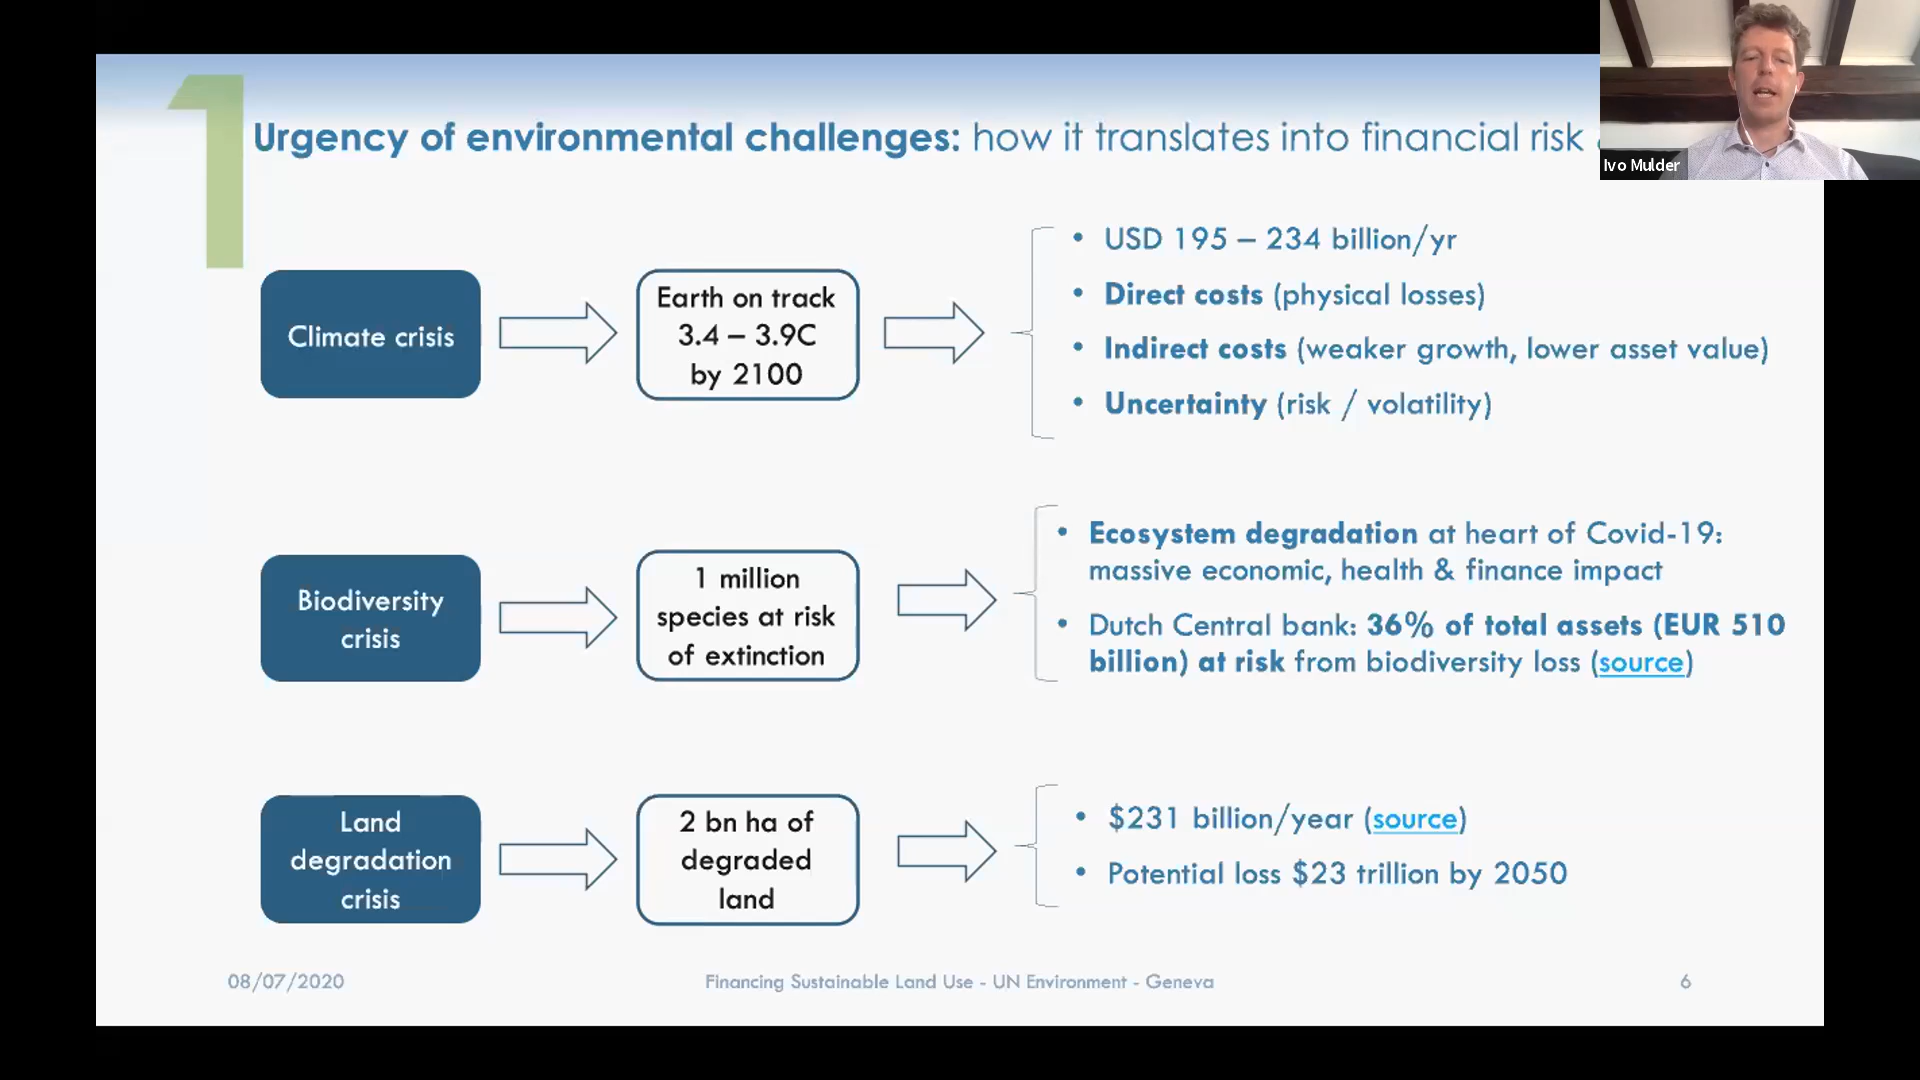 1
Urgency of environmental challenges: how it translates into financial risk
Ivo Mulder
Climate crisis
Earth on track
3.4 – 3.9C
by 2100
• USD 195 – 234 billion/yr
• Direct costs (physical losses)
• Indirect costs (weaker growth, lower asset value)
• Uncertainty (risk / volatility)
Biodiversity
crisis
1 million
species at risk
of extinction
• Ecosystem degradation at heart of Covid-19:
massive economic, health & finance impact
• Dutch Central bank: 36% of total assets (EUR 510
billion) at risk from biodiversity loss (source)
Land
degradation
crisis
2 bn ha of
degraded
land
• $231 billion/year (source)
• Potential loss $23 trillion by 2050
08/07/2020
Financing Sustainable Land Use - UN Environment - Geneva
6